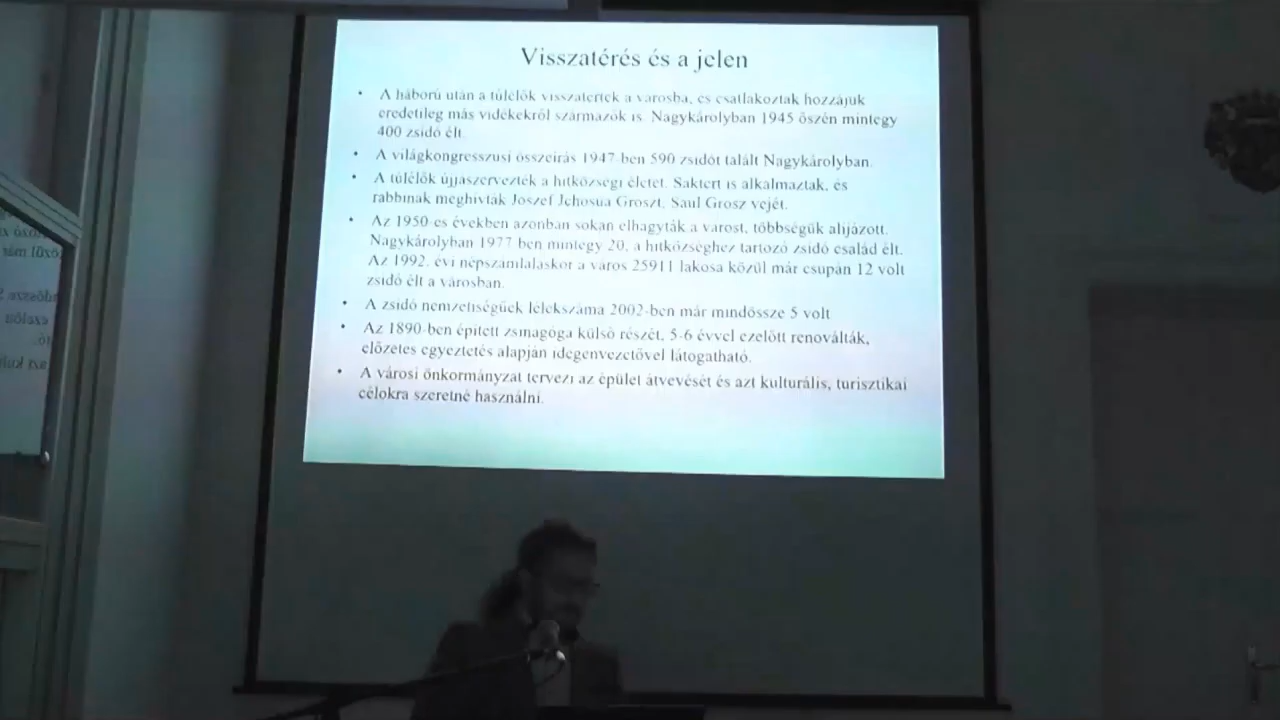 Visszatérés és a jelen
• A háború után a túlélők visszatértek a városba, és csatlakoztak hozzájuk
eredetileg más vidékekről származók is. Nagykárolyban 1945 őszén mintegy
400 zsidó élt.
• A világkongresszusi összeírás 1947-ben 590 zsidót talált Nagykárolyban.
• A túlélők újjászervezték a hitközségi életet. Saktert is alkalmaztak, és
rabbinak meghívták Joszef Jehosua Groszt, Saul Grosz vejét.
• Az 1950-es években azonban sokan elhagyták a várost, többségük alijázott.
Nagykárolyban 1977-ben mintegy 20, a hitközséghez tartozó zsidó család élt.
Az 1992. évi népszámláláskor a város 25911 lakosa közül már csupán 12 volt
zsidó élt a városban.
• A zsidó nemzetiségűek lélekszáma 2002-ben már mindössze 5 volt
• Az 1890-ben épített zsinagóga külső részét, 5-6 évvel ezelőtt renoválták,
előzetes egyeztetés alapján idegenvezetővel látogatható.
• A városi önkormányzat tervezi az épület átvevését és azt kulturális, turisztikai
célokra szeretné használni.